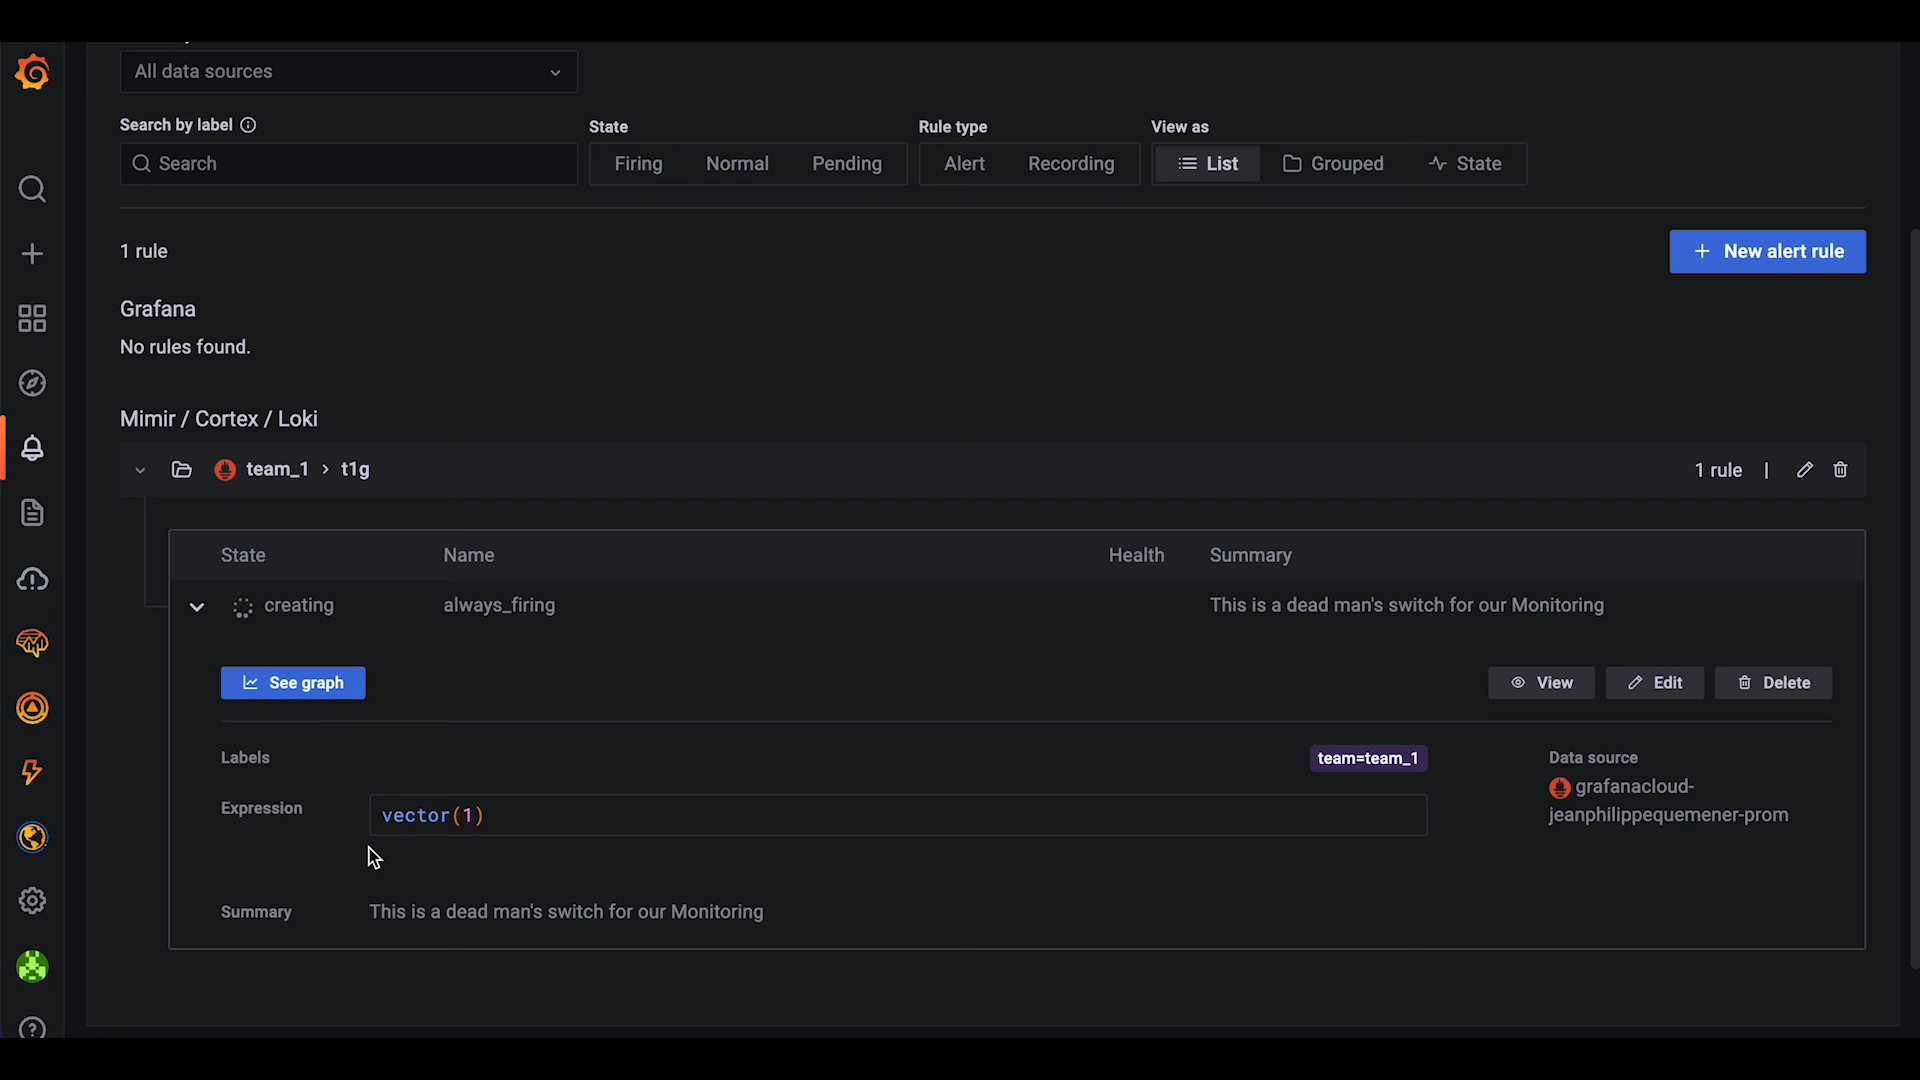 All data sources
Search by label
State
Rule type
View as
Search
Firing
Normal
Pending
Alert
Recording
List
Grouped
State
1 rule
New alert rule
Grafana
No rules found.
Mimir / Cortex / Loki
team_1 > t1g
1 rule |
State
Name
Health
Summary
creating
always_firing
This is a dead man's switch for our Monitoring
See graph
View
Edit
Delete
Labels
team=team_1
Data source
grafanacloud-
jeanphilippequemener-prom
Expression
vector(1)
Summary
This is a dead man's switch for our Monitoring